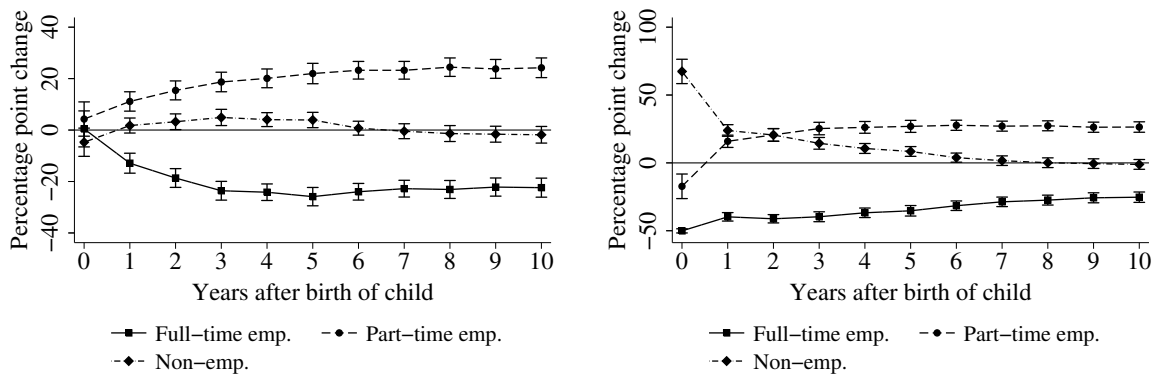 Percentage point change
40
20
0
−20
−40
0 1 2 3 4 5 6 7 8 9 10
Years after birth of child
Full−time emp. Part−time emp.
Non−emp.
Percentage point change
100
50
0
−50
0 1 2 3 4 5 6 7 8 9 10
Years after birth of child
Full−time emp. Part−time emp.
Non−emp.